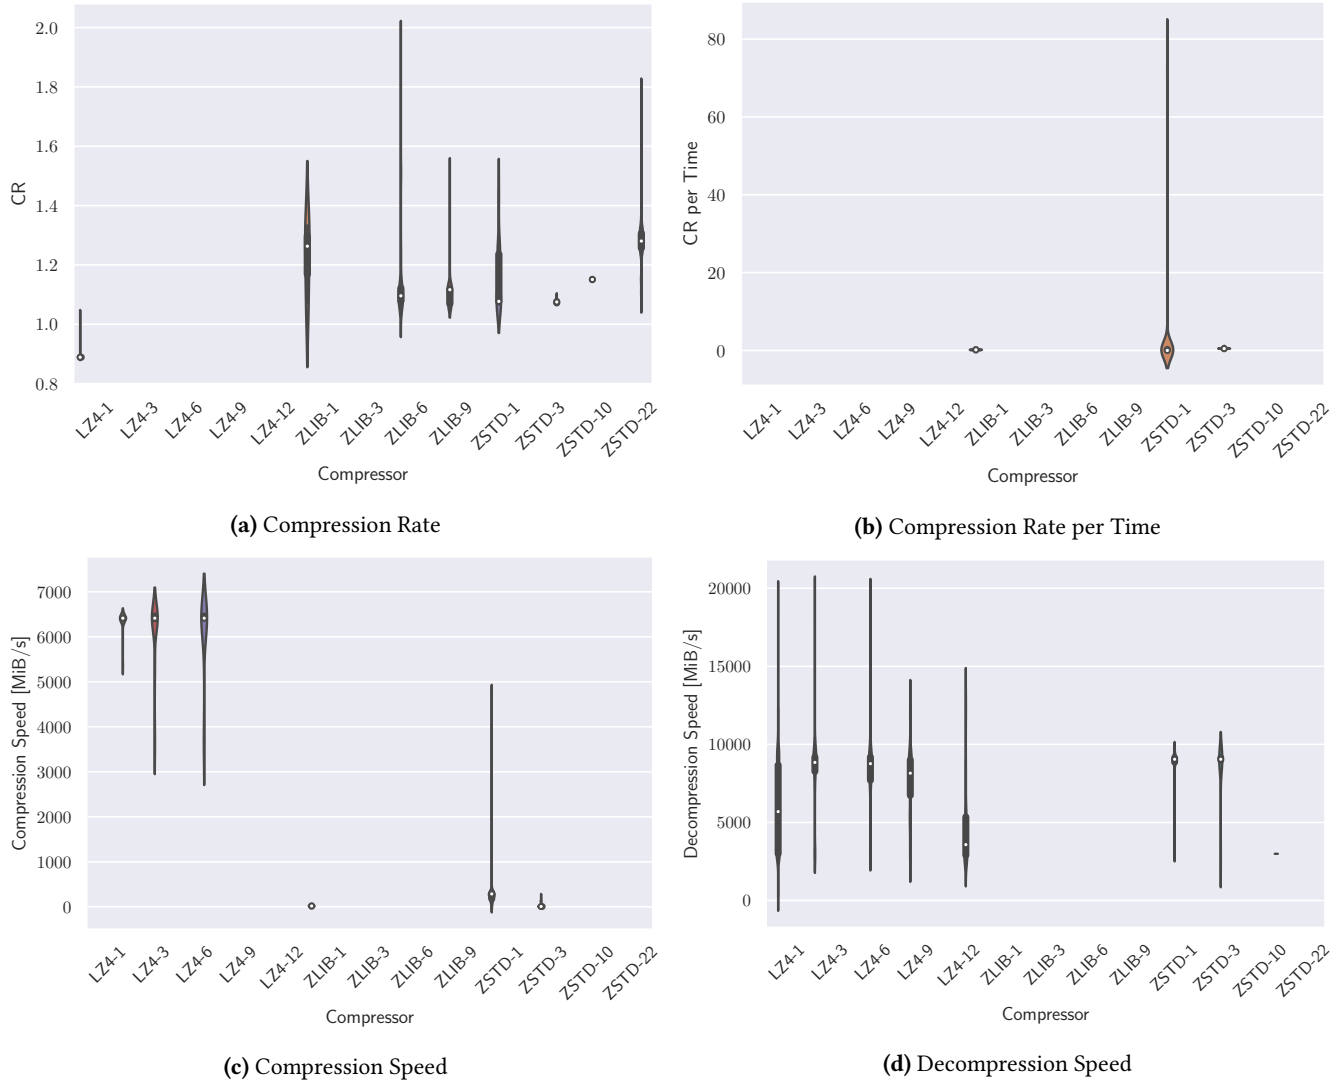 2.0
1.8
1.6
1.4
1.2
1.0
0.8
CR
LZ4-1
LZ4-3
LZ4-6
LZ4-9
LZ4-12
ZLIB-1
ZLIB-3
ZLIB-6
ZLIB-9
ZSTD-1
ZSTD-3
ZSTD-10
ZSTD-22
Compressor
(a) Compression Rate
80
60
40
20
0
CR per Time
LZ4-1
LZ4-3
LZ4-6
LZ4-9
LZ4-12
ZLIB-1
ZLIB-3
ZLIB-6
ZLIB-9
ZSTD-1
ZSTD-3
ZSTD-10
ZSTD-22
Compressor
(b) Compression Rate per Time
7000
6000
5000
4000
3000
2000
1000
0
Compression Speed [MiB/s]
LZ4-1
LZ4-3
LZ4-6
LZ4-9
LZ4-12
ZLIB-1
ZLIB-3
ZLIB-6
ZLIB-9
ZSTD-1
ZSTD-3
ZSTD-10
ZSTD-22
Compressor
(c) Compression Speed
20000
15000
10000
5000
0
Decompression Speed [MiB/s]
LZ4-1
LZ4-3
LZ4-6
LZ4-9
LZ4-12
ZLIB-1
ZLIB-3
ZLIB-6
ZLIB-9
ZSTD-1
ZSTD-3
ZSTD-10
ZSTD-22
Compressor
(d) Decompression Speed